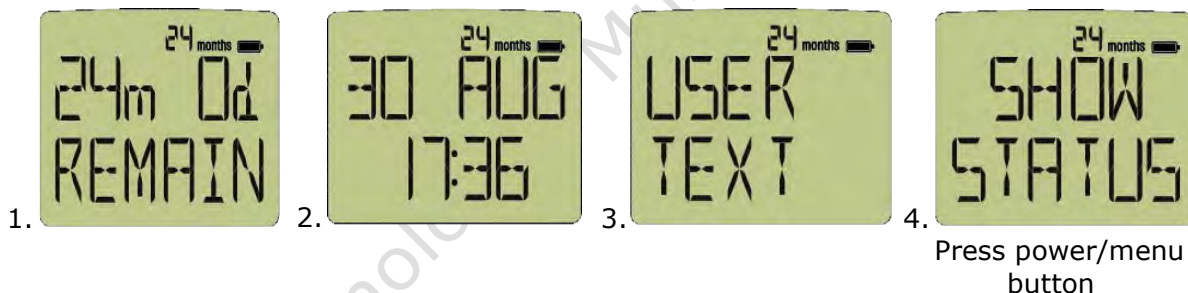 24 months
24m 0d
REMAIN
1.
24 months
30 AUG
17:36
2.
24 months
USER
TEXT
3.
24 months
SHOW
STATUS
4.
Press power/menu
button